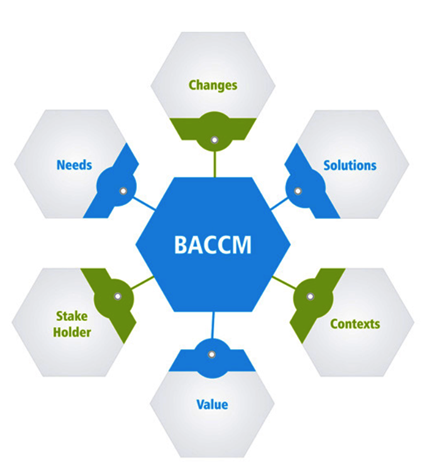 Changes
Needs
Solutions
BACCM
Stake
Holder
Contexts
Value